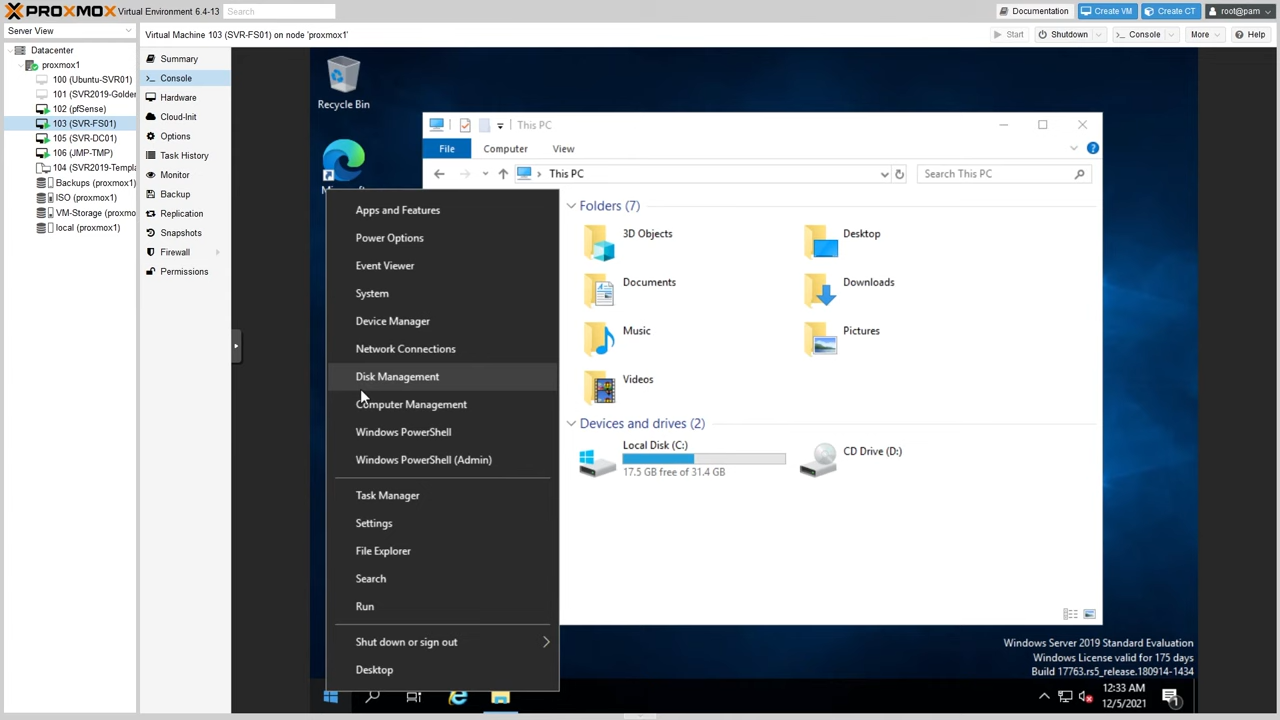 PROXMOX Virtual Environment 6.4-13 Search Documentation Create VM Create CT root@pam
Server View
Virtual Machine 103 (SVR-FS01) on node 'proxmox1' Start Shutdown Console More Help
Datacenter
proxmox1
100 (Ubuntu-SVR01)
101 (SVR2019-Golden
102 (pfSense)
103 (SVR-FS01)
105 (SVR-DC01)
106 (JMP-TMP)
104 (SVR2019-Templa
Backups (proxmox1)
ISO (proxmox1)
VM-Storage (proxmo
local (proxmox1)
Summary
Console
Hardware
Cloud-Init
Options
Task History
Monitor
Backup
Replication
Snapshots
Firewall
Permissions
Recycle Bin
This PC
File Computer View
This PC Search This PC
Apps and Features
Power Options
Event Viewer
System
Device Manager
Network Connections
Disk Management
Computer Management
Windows PowerShell
Windows PowerShell (Admin)
Task Manager
Settings
File Explorer
Search
Run
Shut down or sign out
Desktop
Folders (7)
3D Objects Desktop
Documents Downloads
Music Pictures
Videos
Devices and drives (2)
Local Disk (C:)
17.5 GB free of 31.4 GB
CD Drive (D:)
Windows Server 2019 Standard Evaluation
Windows License valid for 175 days
Build 17763.rs5_release.180914-1434
12:33 AM
12/5/2021
1